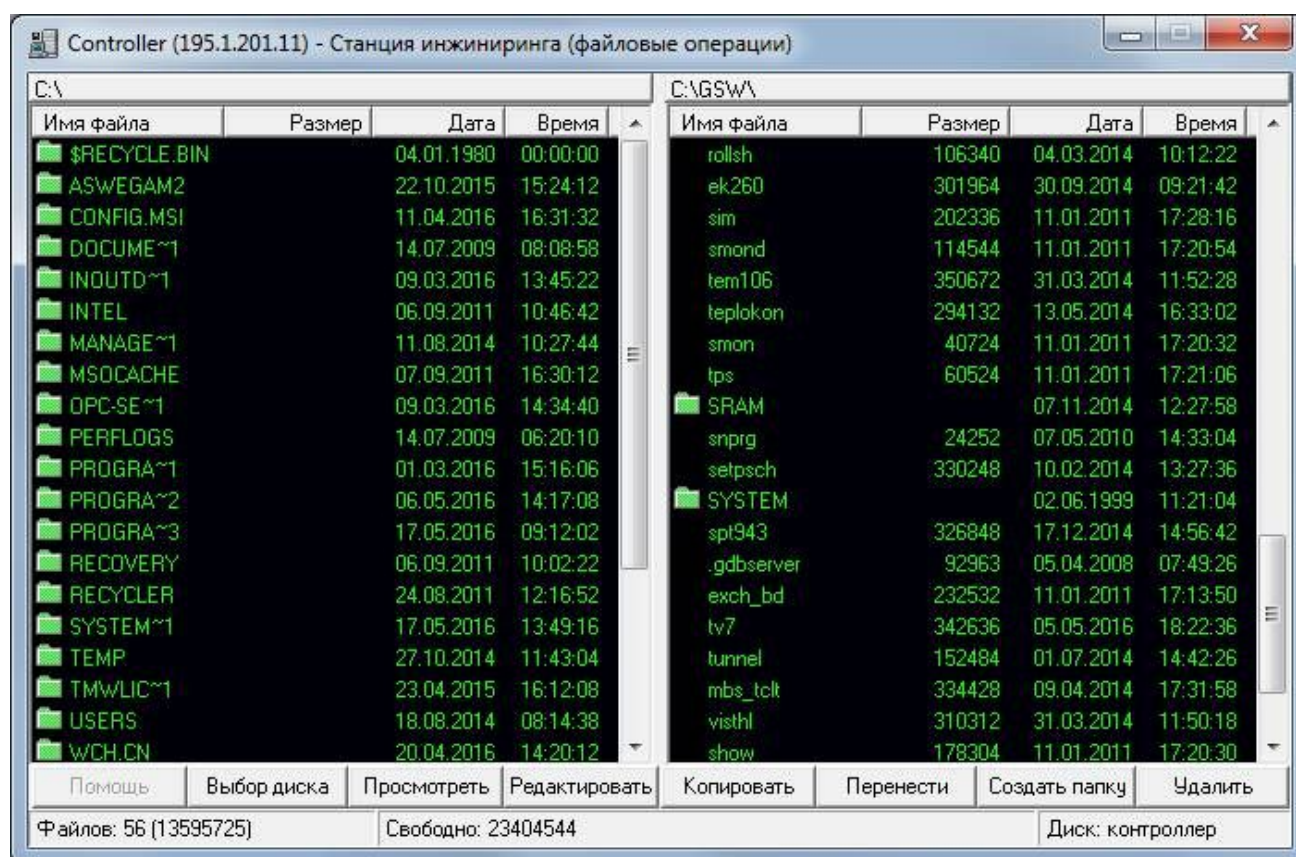 Controller (195.1.201.11) - Станция инжиниринга (файловые операции)
C:\
Имя файла Размер Дата Время
$RECYCLE.BIN 04.01.1980 00:00:00
ASWEGAM2 22.10.2015 15:24:12
CONFIG.MSI 11.04.2016 16:31:32
DOCUME~1 14.07.2009 08:08:58
INOUTD~1 09.03.2016 13:45:22
INTEL 06.09.2011 10:46:42
MANAGE~1 11.08.2014 10:27:44
MSOCACHE 07.09.2011 16:30:12
OPC-SE~1 09.03.2016 14:34:40
PERFLOGS 14.07.2009 06:20:10
PROGRA~1 01.03.2016 15:16:06
PROGRA~2 06.05.2016 14:17:08
PROGRA~3 17.05.2016 09:12:02
RECOVERY 06.09.2011 10:02:22
RECYCLER 24.08.2011 12:16:52
SYSTEM~1 17.05.2016 13:49:16
TEMP 27.10.2014 11:43:04
TMWLIC~1 23.04.2015 16:12:08
USERS 18.08.2014 08:14:38
WCH.CN 20.04.2016 14:20:12
C:\GSW\
Имя файла Размер Дата Время
rollsh 106340 04.03.2014 10:12:22
ek260 301964 30.09.2014 09:21:42
sim 202336 11.01.2011 17:28:16
smond 114544 11.01.2011 17:20:54
tem106 350672 31.03.2014 11:52:28
teplokon 294132 13.05.2014 16:33:02
smon 40724 11.01.2011 17:20:32
tps 60524 11.01.2011 17:21:06
SRAM 07.11.2014 12:27:58
snprg 24252 07.05.2010 14:33:04
setpsch 330248 10.02.2014 13:27:36
SYSTEM 02.06.1999 11:21:04
spt943 326848 17.12.2014 14:56:42
.gdbserver 92963 05.04.2008 07:49:26
exch_bd 232532 11.01.2011 17:13:50
tv7 342636 05.05.2016 18:22:36
tunnel 152484 01.07.2014 14:42:26
mbs_tclt 334428 09.04.2014 17:31:58
visthl 310312 31.03.2014 11:50:18
show 178304 11.01.2011 17:20:30
Помощь Выбор диска Просмотреть Редактировать Копировать Перенести Создать папку Удалить
Файлов: 56 (13595725) Свободно: 23404544 Диск: контроллер